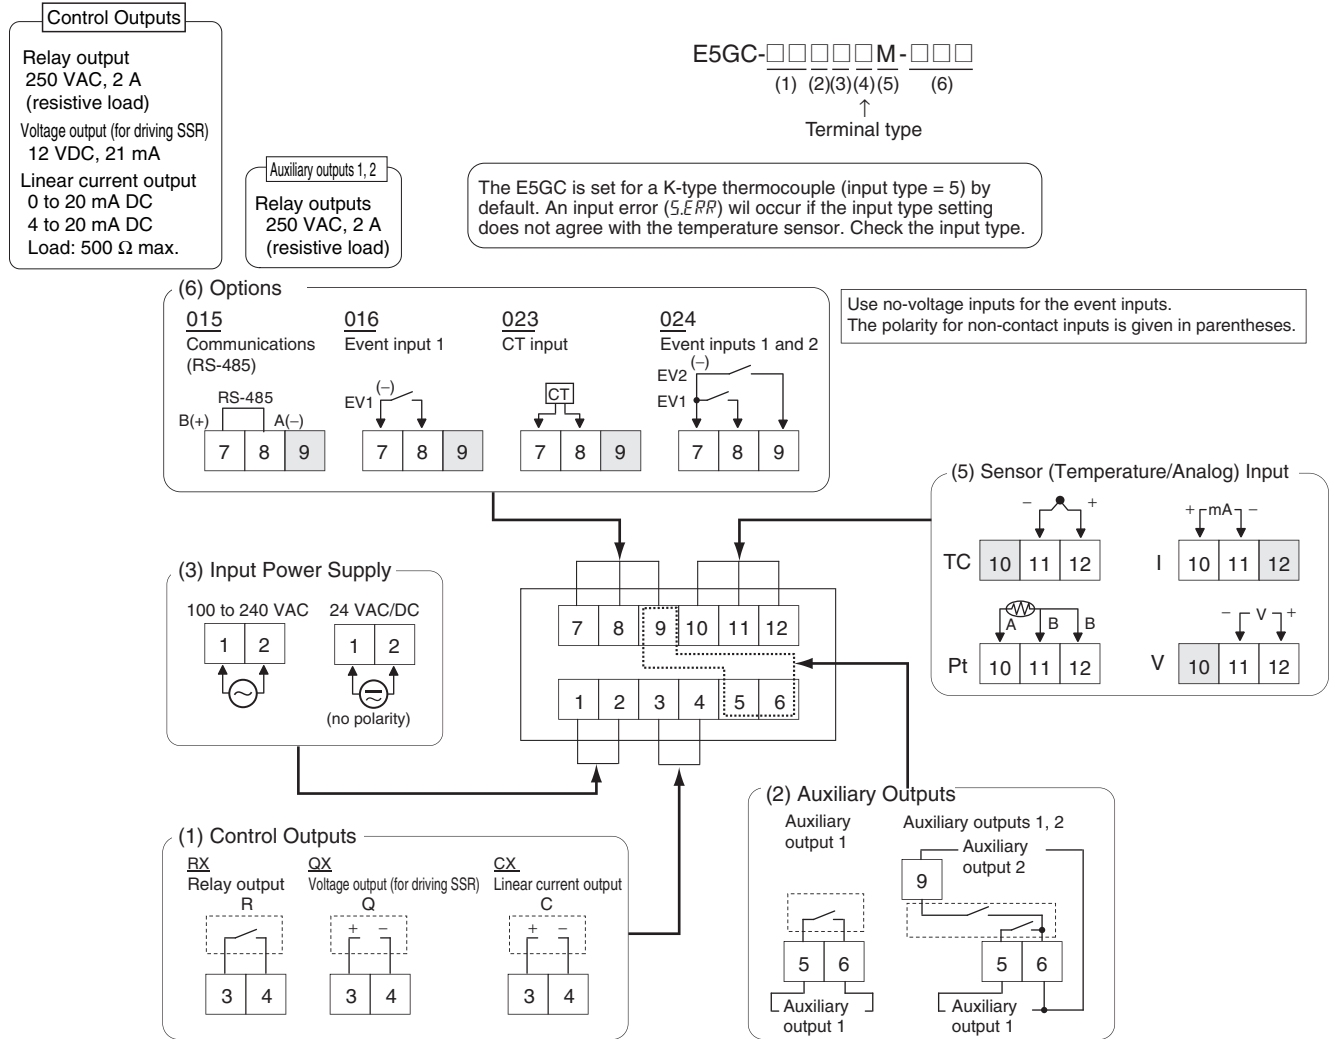 Control Outputs
Relay output
250 VAC, 2 A
(resistive load)
Voltage output (for driving SSR)
12 VDC, 21 mA
Linear current output
0 to 20 mA DC
4 to 20 mA DC
Load: 500 Ω max.
Auxiliary outputs 1, 2
Relay outputs
250 VAC, 2 A
(resistive load)
E5GC-□□□□□M-□□□
(1) (2)(3)(4)(5) (6)
↑
Terminal type
The E5GC is set for a K-type thermocouple (input type = 5) by
default. An input error (S.ERR) wil occur if the input type setting
does not agree with the temperature sensor. Check the input type.
(6) Options
015
Communications
(RS-485)
RS-485
B(+) A(−)
7 8 9
016
Event input 1
(−)
EV1
7 8 9
023
CT input
CT
7 8 9
024
Event inputs 1 and 2
(−)
EV2
EV1
7 8 9
Use no-voltage inputs for the event inputs.
The polarity for non-contact inputs is given in parentheses.
(5) Sensor (Temperature/Analog) Input
− +
TC 10 11 12
+ mA −
I 10 11 12
A B B
Pt 10 11 12
− V +
V 10 11 12
(3) Input Power Supply
100 to 240 VAC
1 2
24 VAC/DC
1 2
(no polarity)
7 8 9 10 11 12
1 2 3 4 5 6
(1) Control Outputs
RX
Relay output
R
3 4
QX
Voltage output (for driving SSR)
Q
+ −
3 4
CX
Linear current output
C
+ −
3 4
(2) Auxiliary Outputs
Auxiliary
output 1
5 6
Auxiliary
output 1
Auxiliary outputs 1, 2
Auxiliary
output 2
9
5 6
Auxiliary
output 1